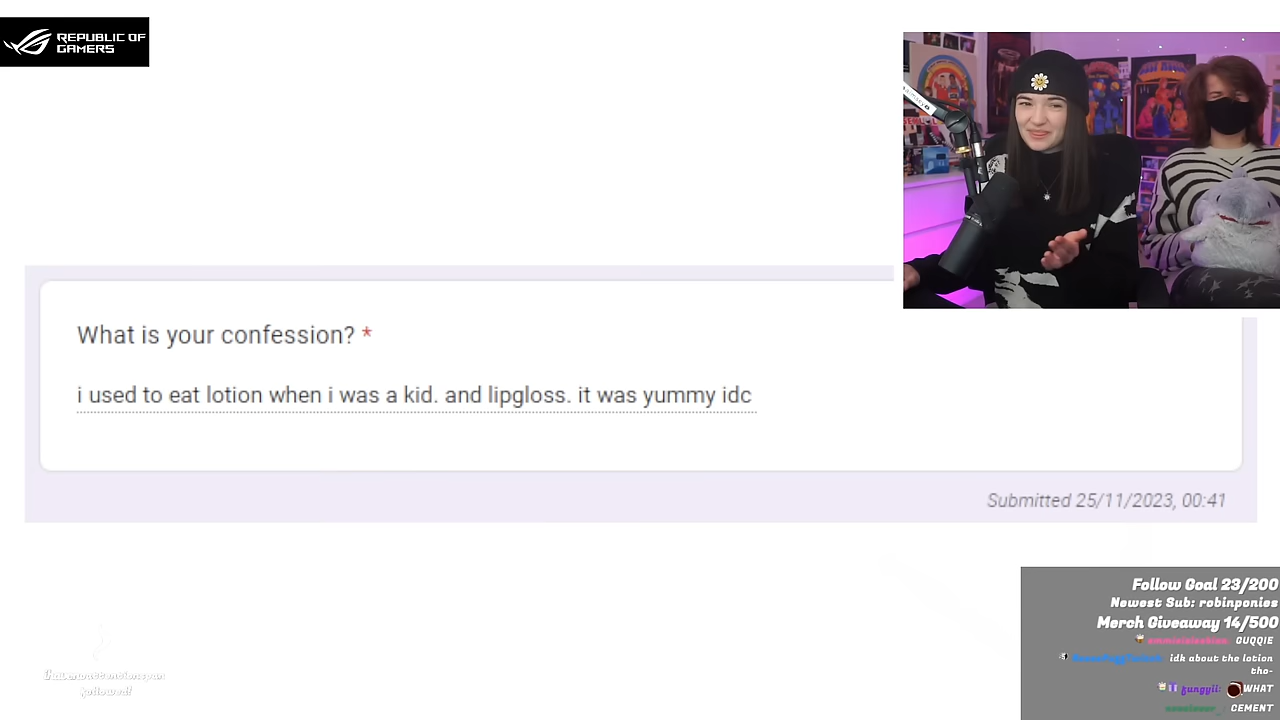 REPUBLIC OF
GAMERS
What is your confession? *
i used to eat lotion when i was a kid. and lipgloss. it was yummy idc
Submitted 25/11/2023, 00:41
Follow Goal 23/200
Newest Sub: robinponies
Merch Giveaway 14/500
GUQQIE
idk about the lotion
tho-
fungyii: WHAT
CEMENT
followed!